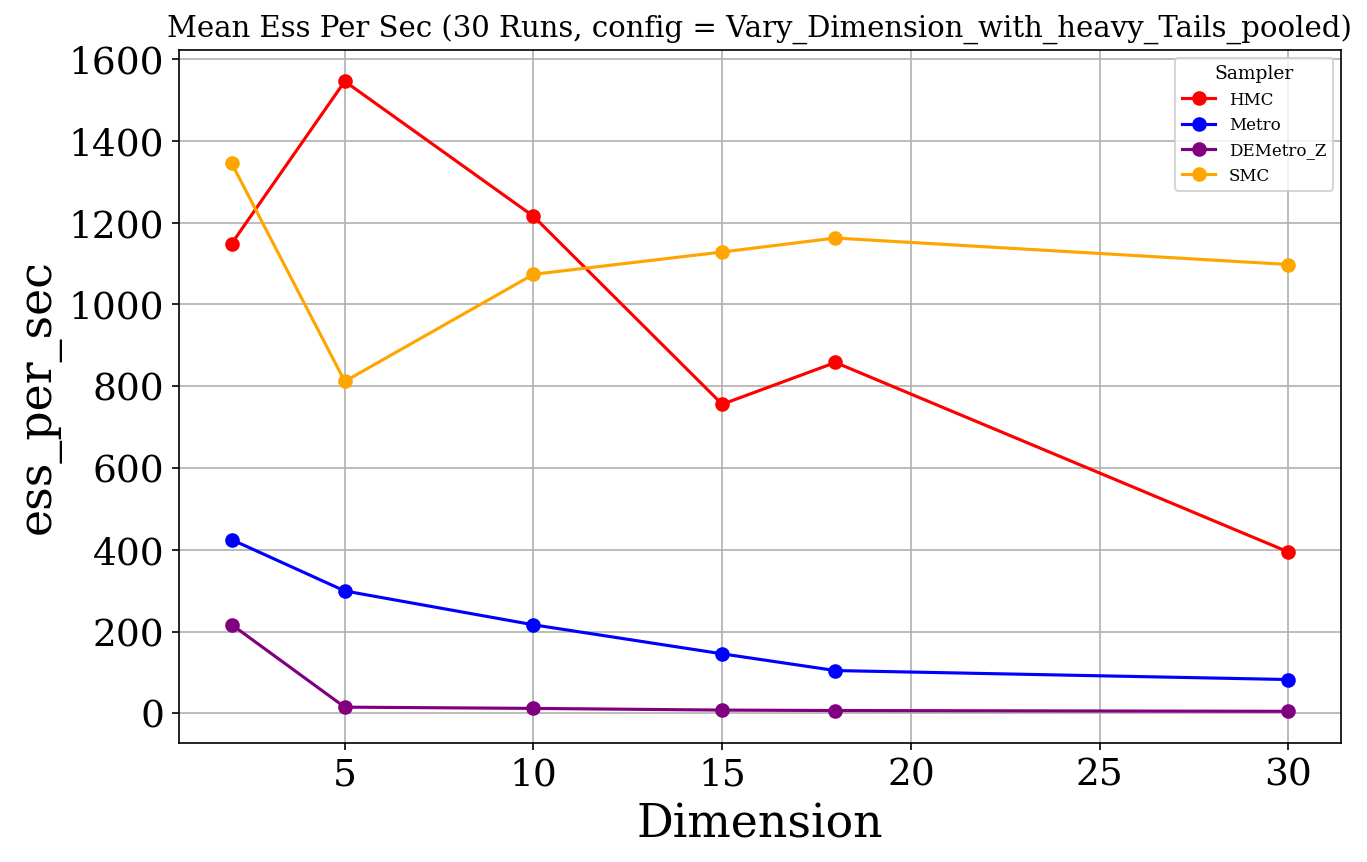 Mean Ess Per Sec (30 Runs, config = Vary_Dimension_with_heavy_Tails_pooled)
ess_per_sec
1600
1400
1200
1000
800
600
400
200
0
Sampler
HMC
Metro
DEMetro_Z
SMC
5
10
15
20
25
30
Dimension